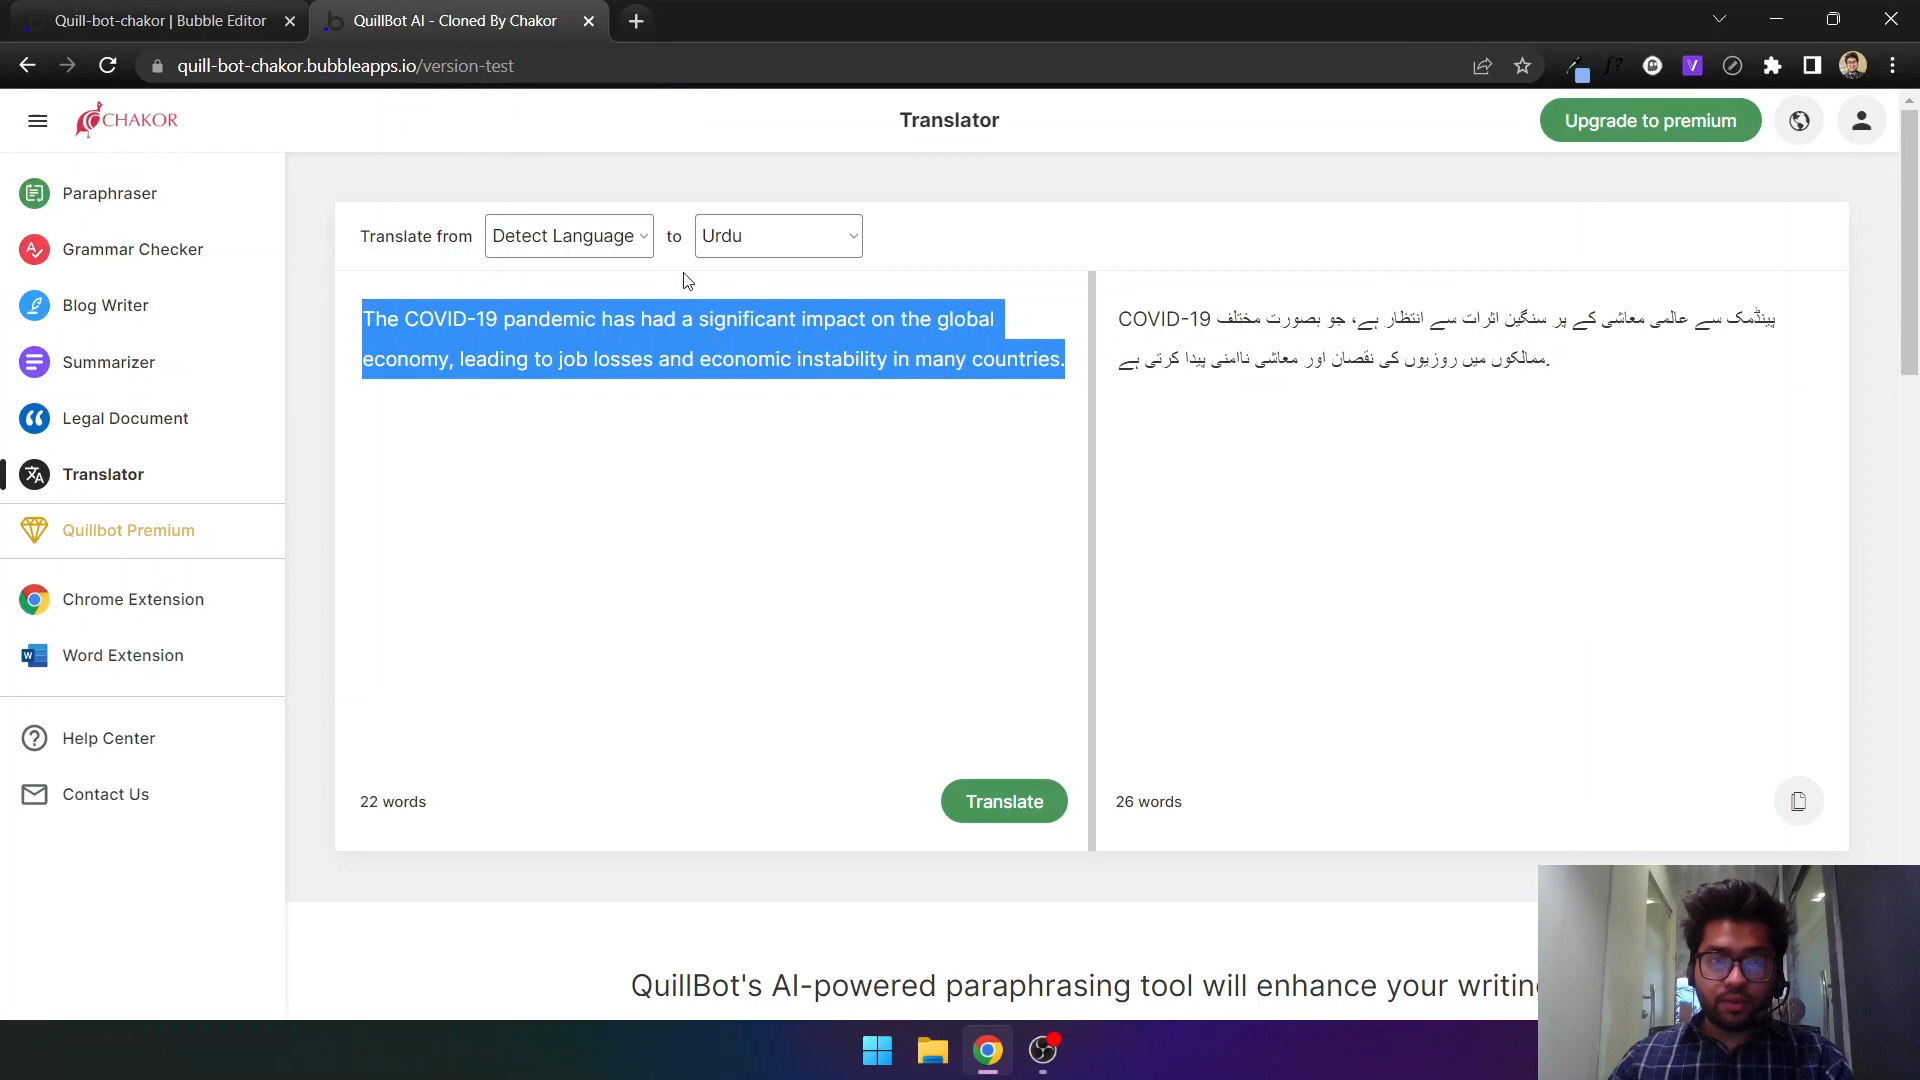 Quill-bot-chakor | Bubble Editor
QuillBot AI - Cloned By Chakor
quill-bot-chakor.bubbleapps.io/version-test
CHAKOR
Translator
Upgrade to premium
Paraphraser
Grammar Checker
Blog Writer
Summarizer
Legal Document
Translator
Quillbot Premium
Chrome Extension
Word Extension
Help Center
Contact Us
Translate from
Detect Language
to
Urdu
The COVID-19 pandemic has had a significant impact on the global
economy, leading to job losses and economic instability in many countries.
22 words
Translate
COVID-19 پینڈمک سے عالمی معاشی کے پر سنگین اثرات سے انتظار ہے، جو بصورت مختلف
ممالکوں میں روزیوں کی نقصان اور معاشی ناامنی پیدا کرتی ہے.
26 words
QuillBot's AI-powered paraphrasing tool will enhance your